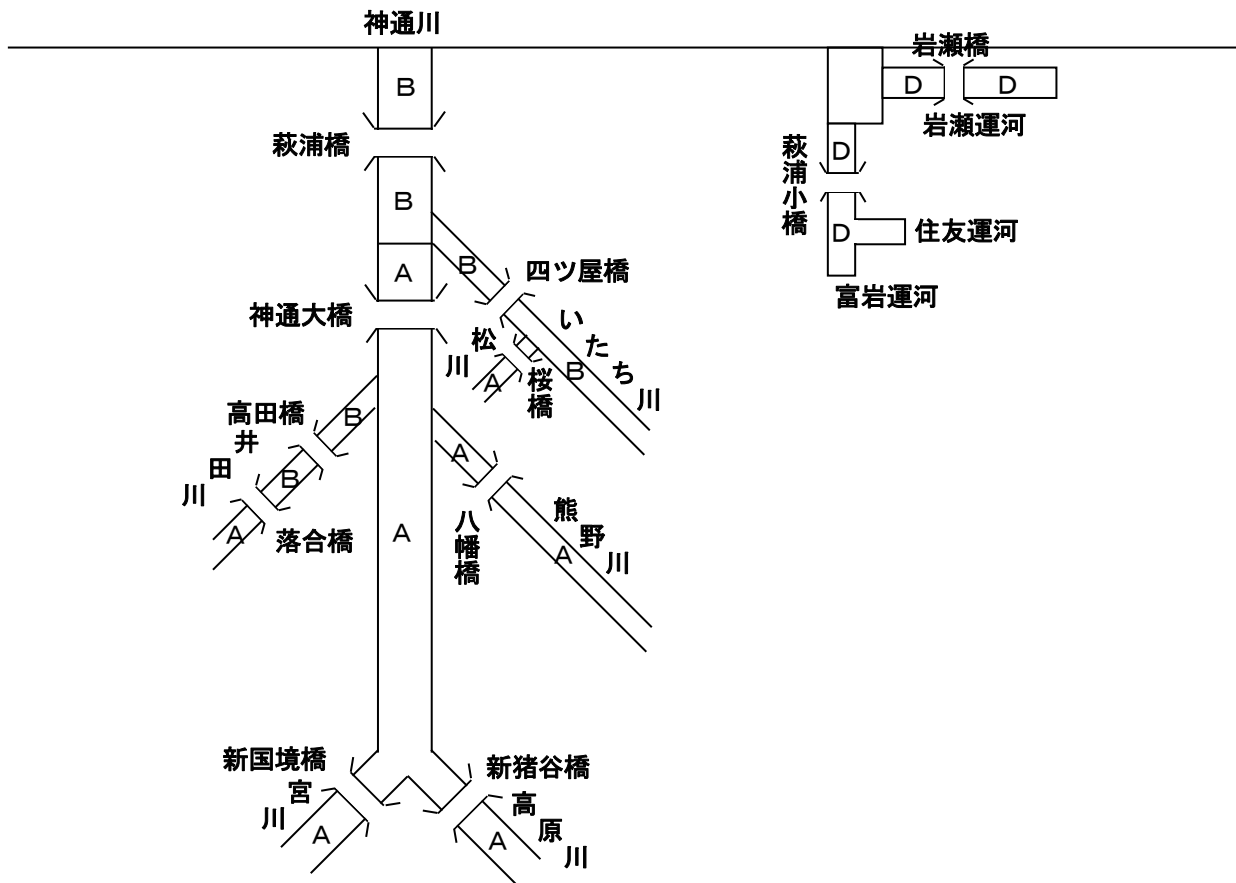 神通川
B
萩浦橋
B
A
神通大橋
B
四ツ屋橋
いたち川
B
松川
A
桜橋
高田橋
B
井田川
B
A
落合橋
A
A
八幡橋
熊野川
A
新国境橋
宮川
A
新猪谷橋
高原川
A
岩瀬橋
D
D
岩瀬運河
萩浦小橋
D
D
住友運河
富岩運河